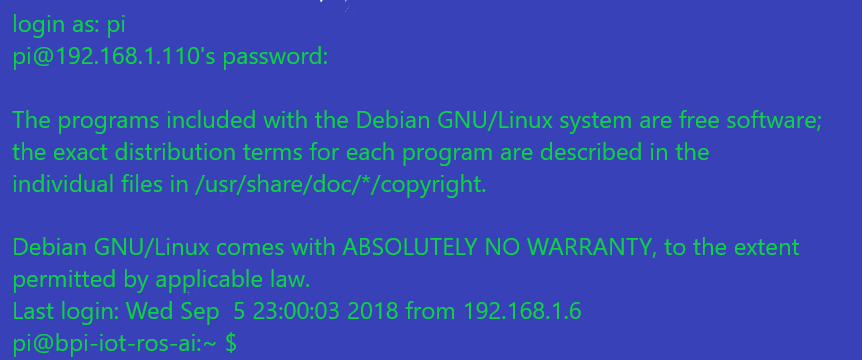 login as: pi
pi@192.168.1.110's password:
The programs included with the Debian GNU/Linux system are free software;
the exact distribution terms for each program are described in the
individual files in /usr/share/doc/*/copyright.
Debian GNU/Linux comes with ABSOLUTELY NO WARRANTY, to the extent
permitted by applicable law.
Last login: Wed Sep  5 23:00:03 2018 from 192.168.1.6
pi@bpi-iot-ros-ai:~ $